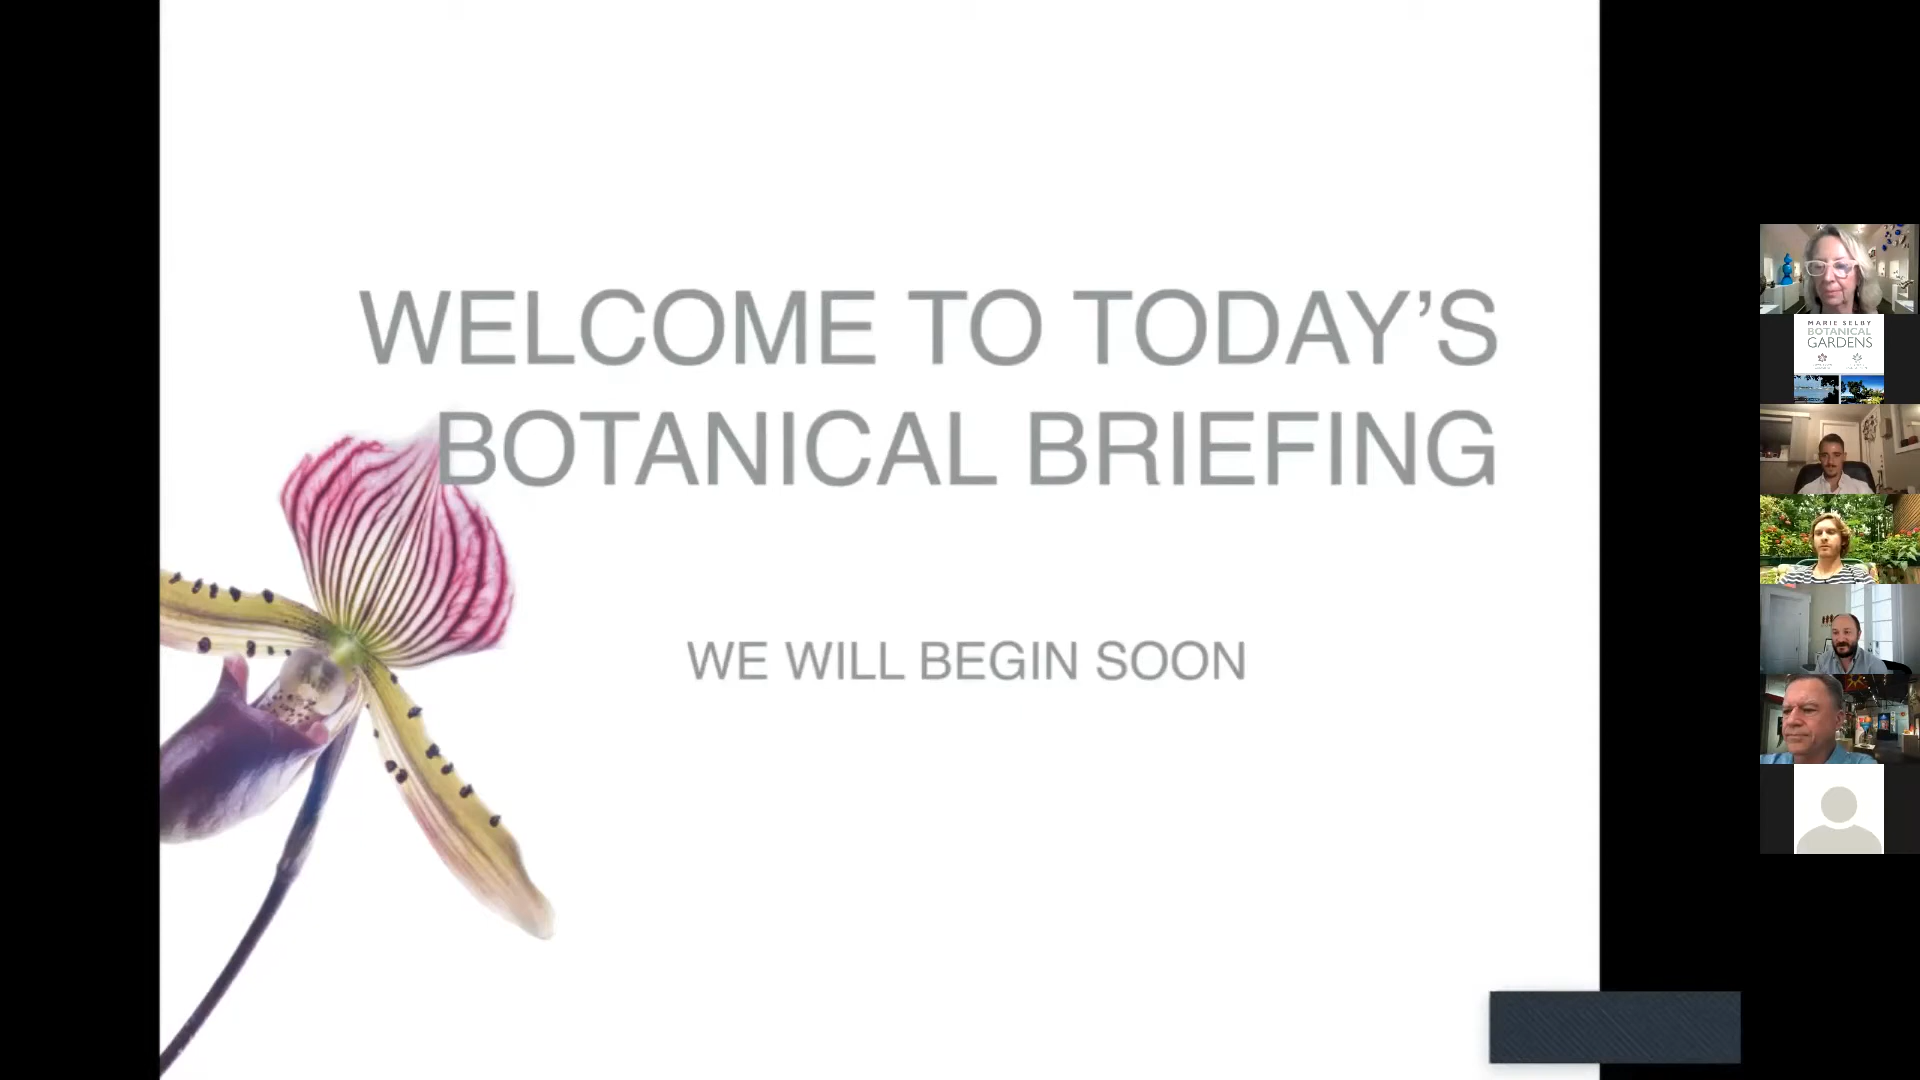 WELCOME TO TODAY’S
BOTANICAL BRIEFING
WE WILL BEGIN SOON
MARIE SELBY
BOTANICAL
GARDENS